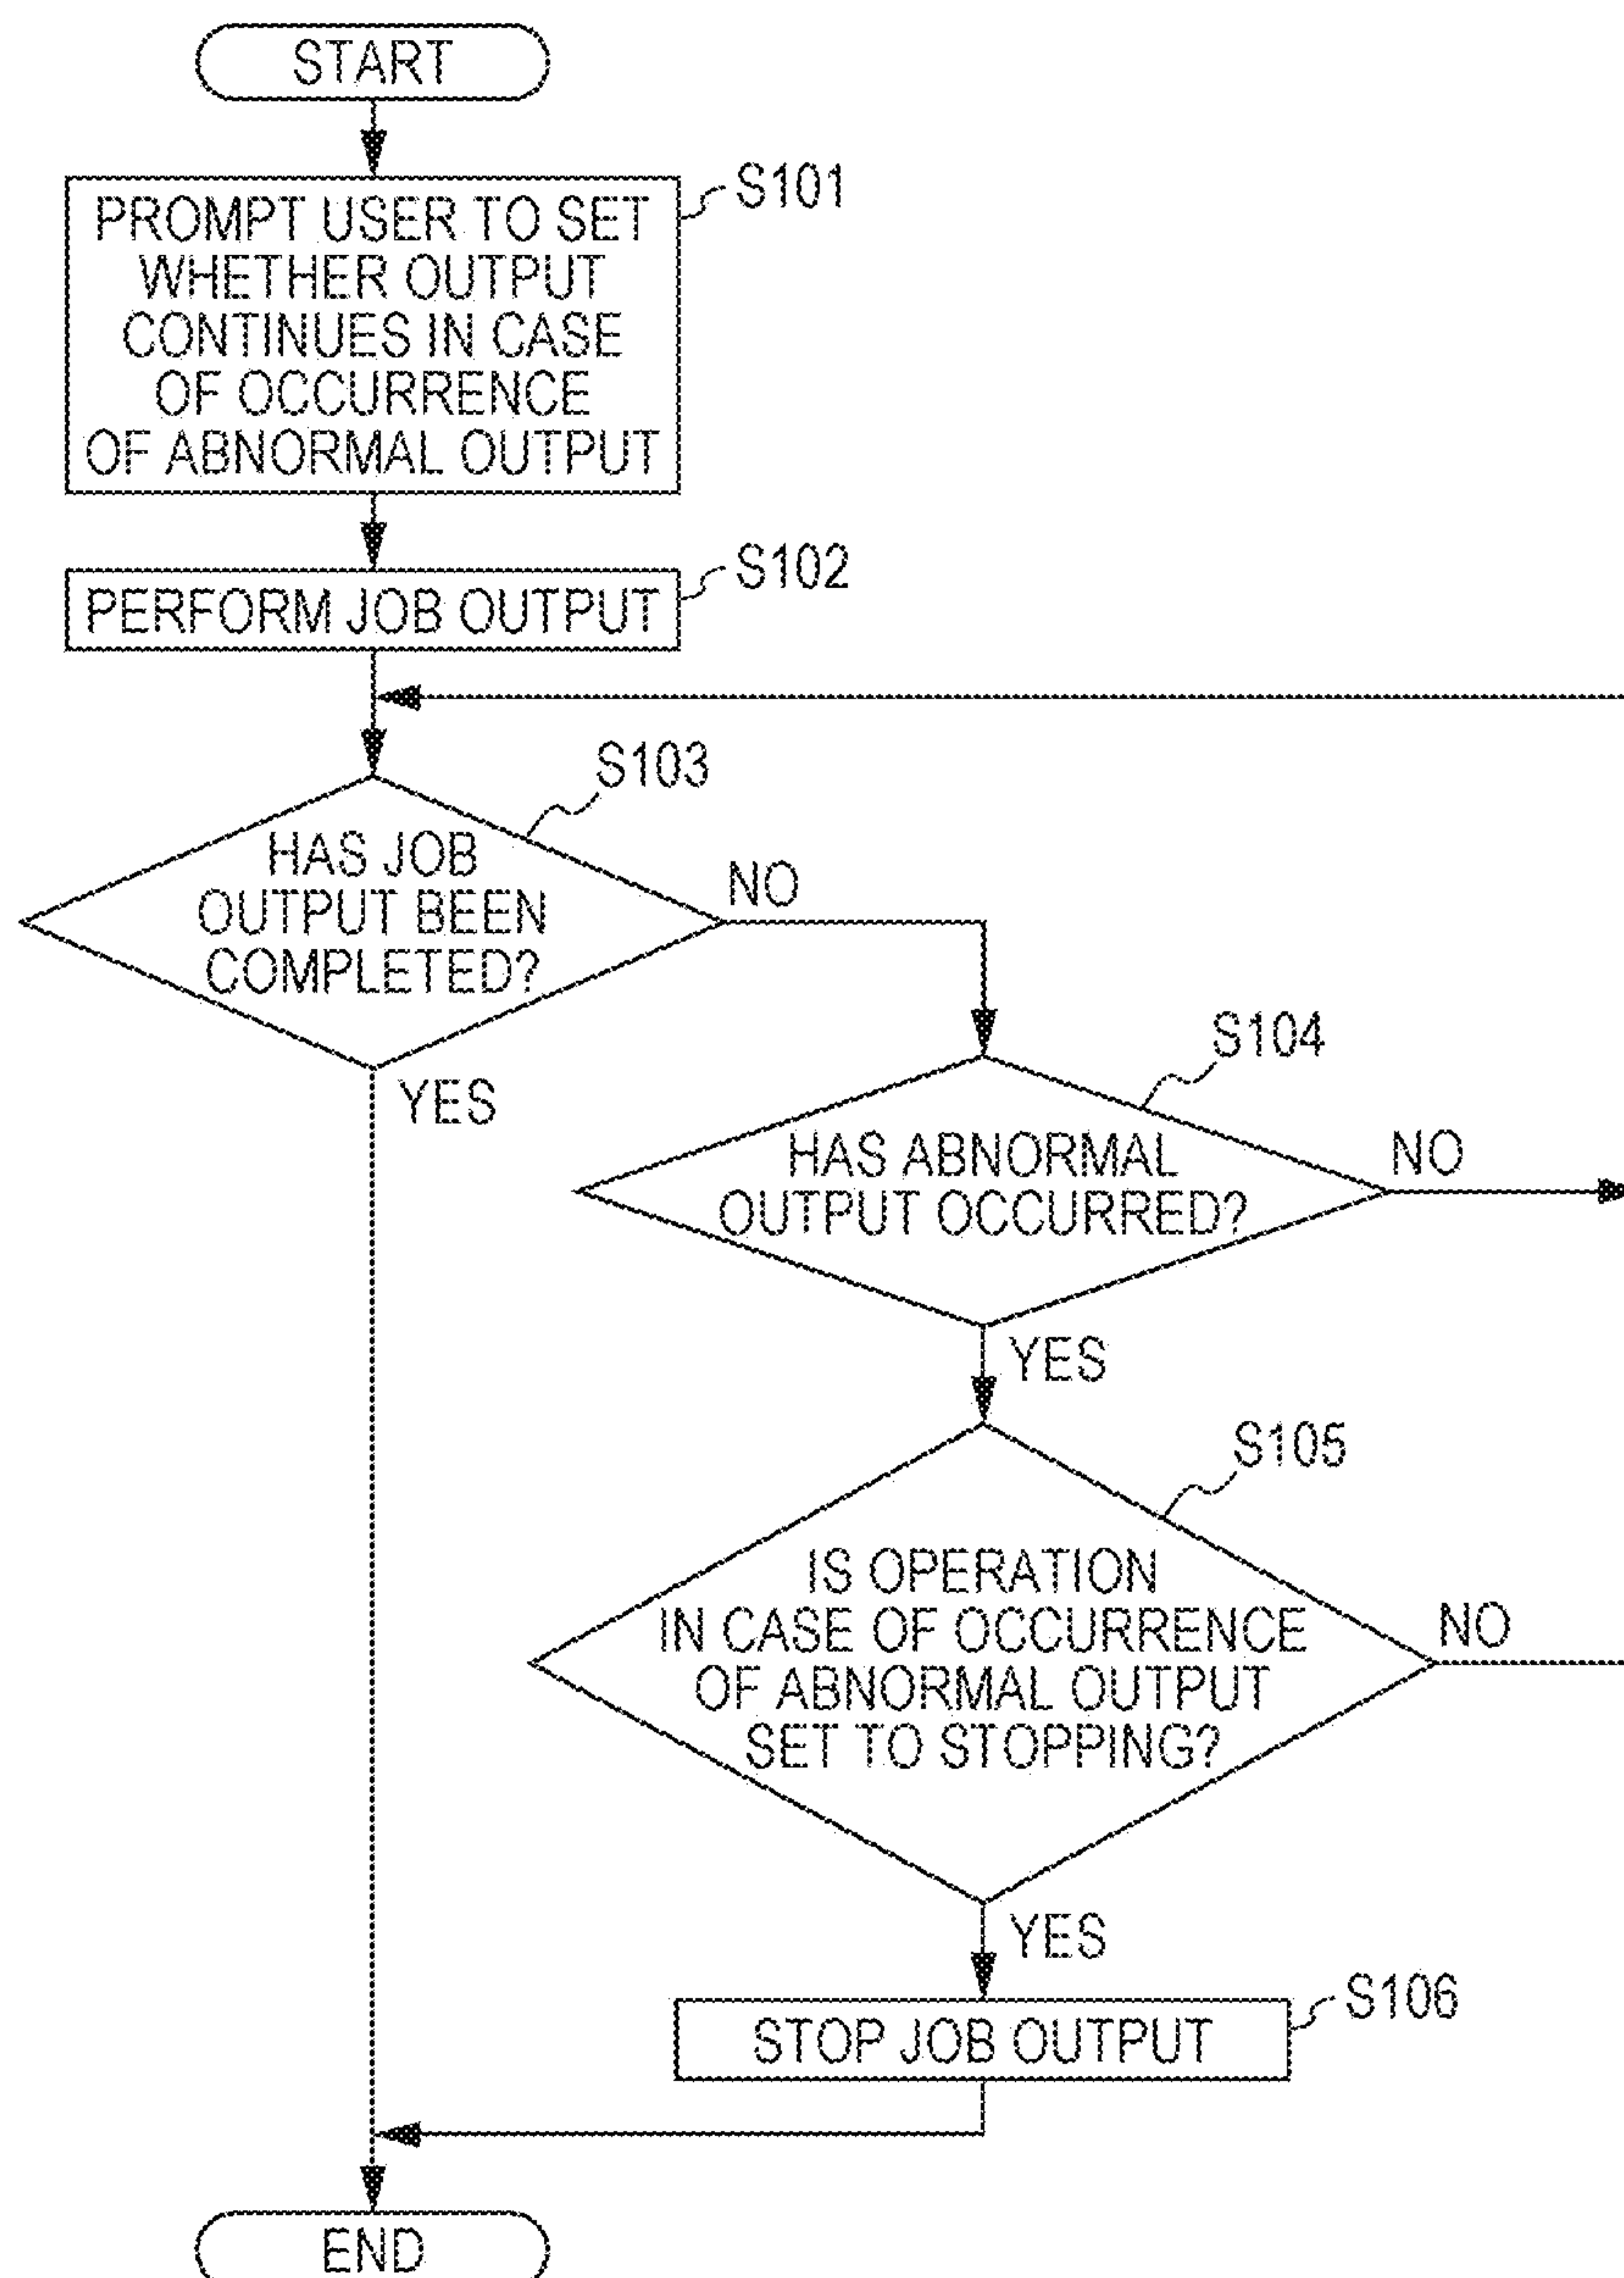 START
S101
PROMPT USER TO SET
WHETHER OUTPUT
CONTINUES IN CASE
OF OCCURRENCE
OF ABNORMAL OUTPUT
S102
PERFORM JOB OUTPUT
S103
HAS JOB
OUTPUT BEEN
COMPLETED?
NO
YES
S104
HAS ABNORMAL
OUTPUT OCCURRED?
NO
YES
S105
IS OPERATION
IN CASE OF OCCURRENCE
OF ABNORMAL OUTPUT
SET TO STOPPING?
NO
YES
S106
STOP JOB OUTPUT
END